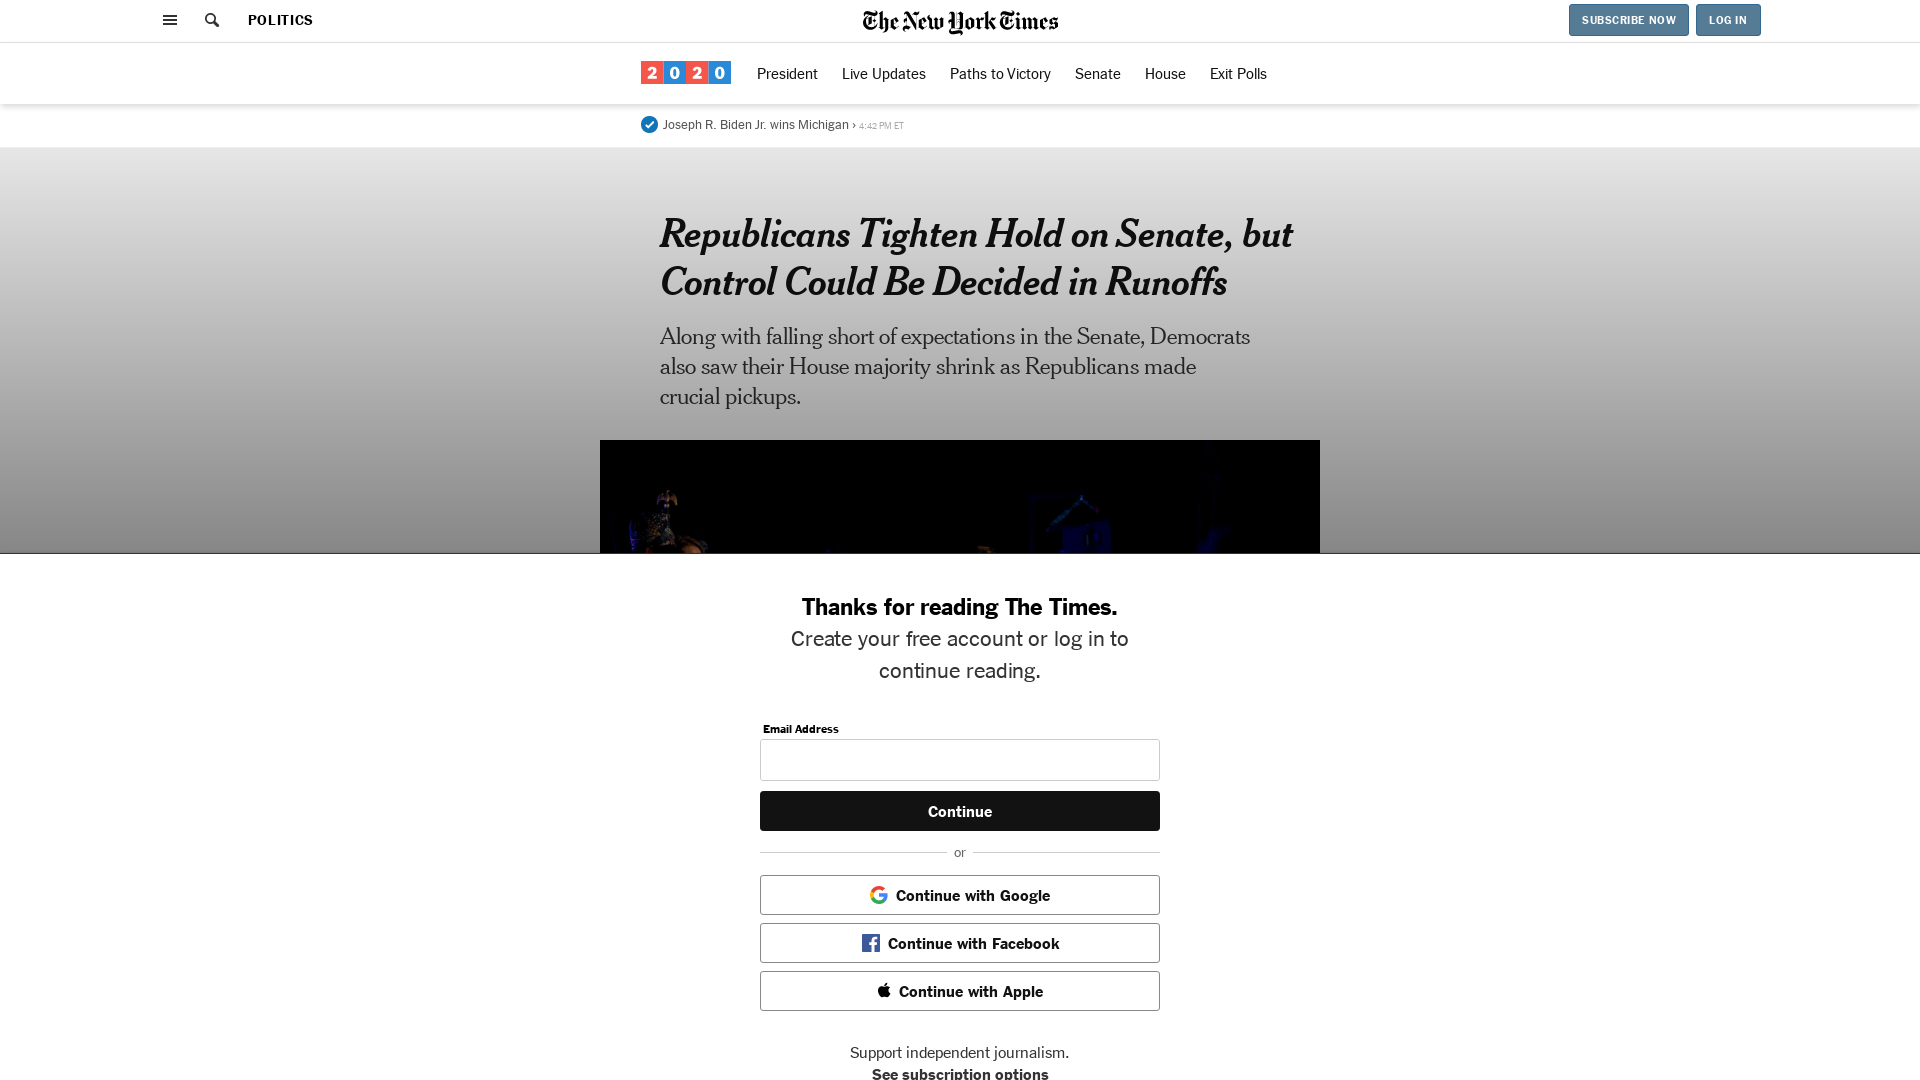 POLITICS
The New York Times
SUBSCRIBE NOW
LOG IN
2020
President
Live Updates
Paths to Victory
Senate
House
Exit Polls
Joseph R. Biden Jr. wins Michigan › 4:42 PM ET
Republicans Tighten Hold on Senate, but
Control Could Be Decided in Runoffs
Along with falling short of expectations in the Senate, Democrats
also saw their House majority shrink as Republicans made
crucial pickups.
Thanks for reading The Times.
Create your free account or log in to
continue reading.
Email Address
Continue
or
Continue with Google
Continue with Facebook
Continue with Apple
Support independent journalism.
See subscription options